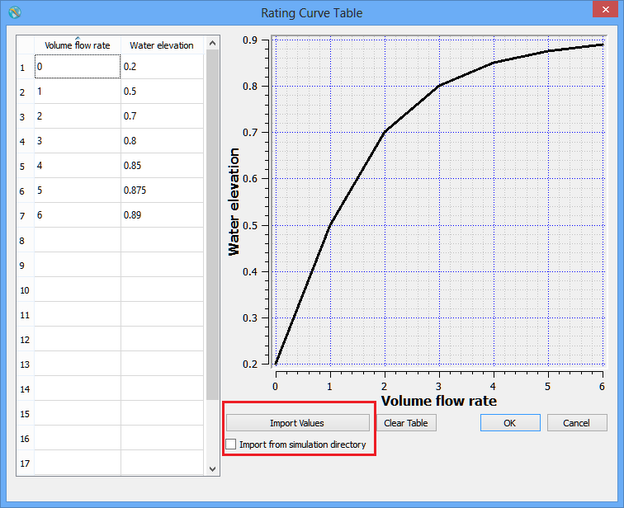 Rating Curve Table
Volume flow rate Water elevation
1 0 0.2
2 1 0.5
3 2 0.7
4 3 0.8
5 4 0.85
6 5 0.875
7 6 0.89
8
9
10
11
12
13
14
15
16
17
0.9
0.8
0.7
0.6
0.5
0.4
0.3
0.2
Water elevation
0 1 2 3 4 5 6
Volume flow rate
Import Values Clear Table OK Cancel
Import from simulation directory